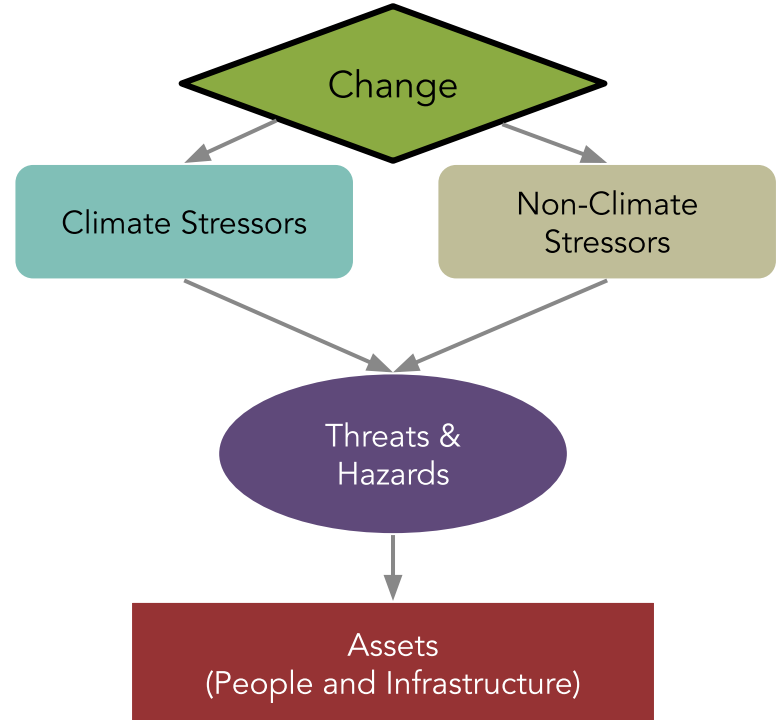 Change
Climate Stressors
Non-Climate
Stressors
Threats &
Hazards
Assets
(People and Infrastructure)